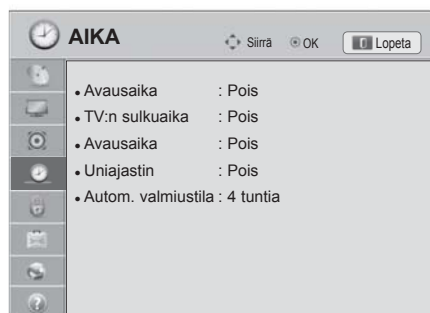 AIKA
Siirrä OK Lopeta
• Avausaika : Pois
• TV:n sulkuaika : Pois
• Avausaika : Pois
• Uniajastin : Pois
• Autom. valmiustila : 4 tuntia